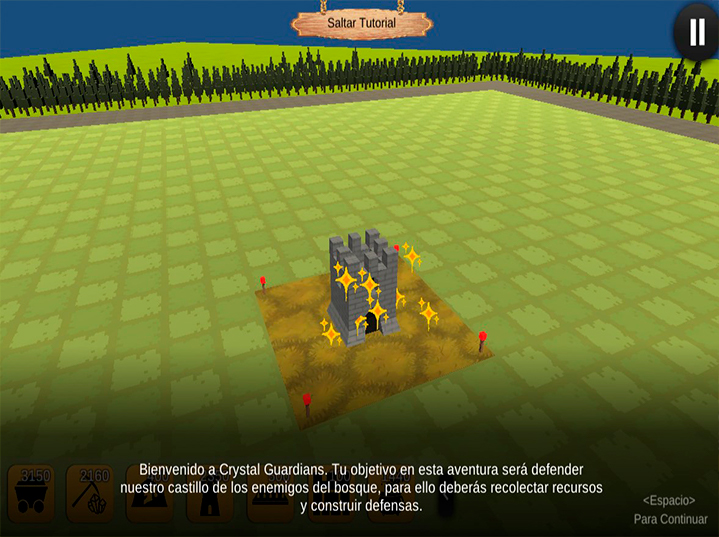 Saltar Tutorial
3150
2160
Bienvenido a Crystal Guardians. Tu objetivo en esta aventura será defender
nuestro castillo de los enemigos del bosque, para ello deberás recolectar recursos
y construir defensas.
<Espacio>
Para Continuar